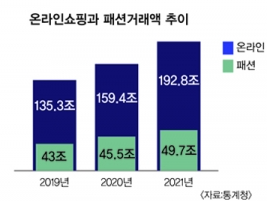 온라인쇼핑과 패션거래액 추이
온라인
패션
135.3조
159.4조
192.8조
43조
45.5조
49.7조
2019년
2020년
2021년
〈자료:통계청〉